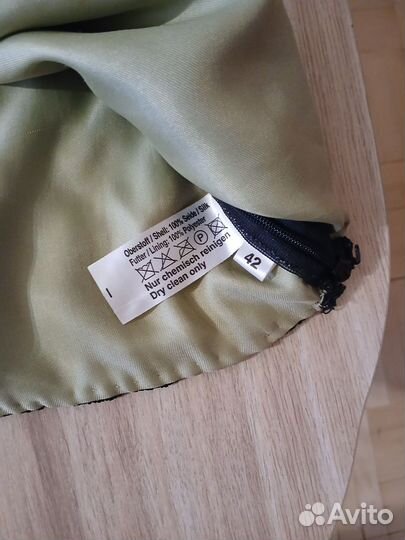 Oberstoff / Shell: 100% Seide / Silk
Futter / Lining: 100% Polyester
P
Nur chemisch reinigen
Dry clean only
I
42
Avito